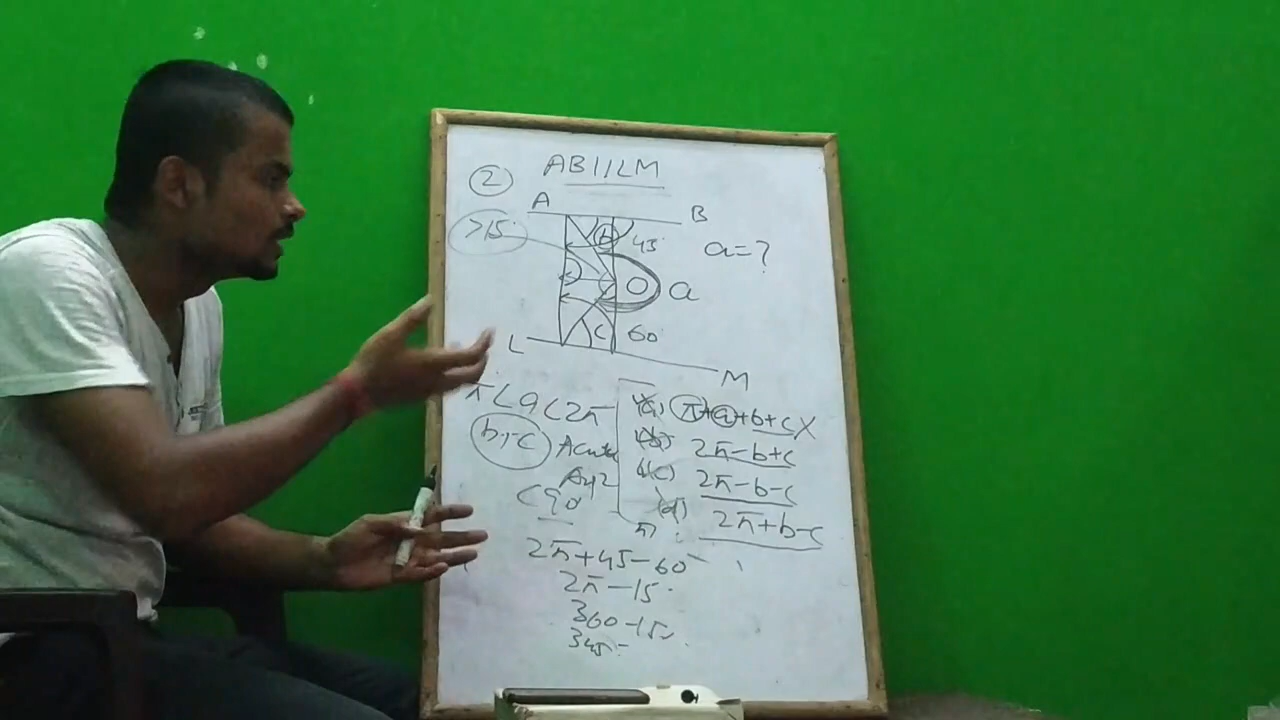 ② AB||LM
A B
>15
b 45
a=?
a
c 60
L M
π<a<2π
b,-c Acute
Ang
<90
(a) π+a+b+c X
(b) 2π-b+c
(c) 2π-b-c
(d) 2π+b-c
2π+45-60
2π-15
360-15
345